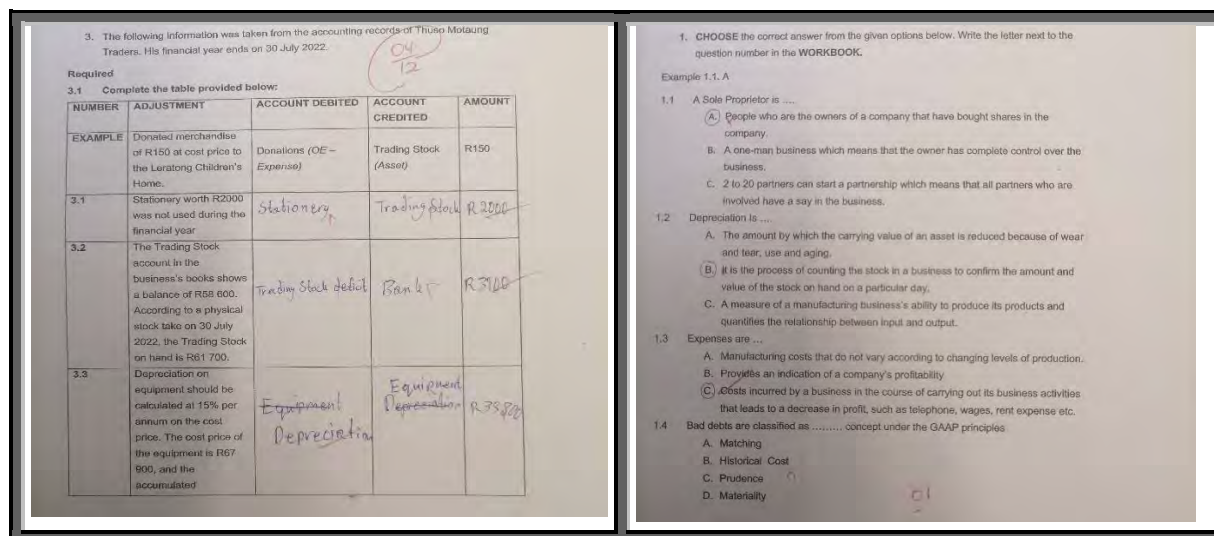 3. The following information was taken from the accounting records of Thuso Motaung
Traders. His financial year ends on 30 July 2022.
04
12
Required
3.1 Complete the table provided below:
NUMBER ADJUSTMENT ACCOUNT DEBITED ACCOUNT CREDITED AMOUNT
EXAMPLE Donated merchandise
of R150 at cost price to
the Leratong Children's
Home.
Donations (OE –
Expense)
Trading Stock
(Asset)
R150
3.1 Stationery worth R2000
was not used during the
financial year
Stationery Trading Stock R2000
3.2 The Trading Stock
account in the
business's books shows
a balance of R58 600.
According to a physical
stock take on 30 July
2022, the Trading Stock
on hand is R61 700.
Trading Stock deficit Bank R3100
3.3 Depreciation on
equipment should be
calculated at 15% per
annum on the cost
price. The cost price of
the equipment is R67
900, and the
accumulated
Equipment
Depreciation
Equipment
1. CHOOSE the correct answer from the given options below. Write the letter next to the
question number in the WORKBOOK.
Example 1.1. A
1.1 A Sole Proprietor is ....
A. People who are the owners of a company that have bought shares in the
company.
B. A one-man business which means that the owner has complete control over the
business.
C. 2 to 20 partners can start a partnership which means that all partners who are
involved have a say in the business.
1.2 Depreciation is ....
A. The amount by which the carrying value of an asset is reduced because of wear
and tear, use and aging.
B. It is the process of counting the stock in a business to confirm the amount and
value of the stock on hand on a particular day.
C. A measure of a manufacturing business's ability to produce its products and
quantifies the relationship between input and output.
1.3 Expenses are ...
A. Manufacturing costs that do not vary according to changing levels of production.
B. Provides an indication of a company's profitability
C. Costs incurred by a business in the course of carrying out its business activities
that leads to a decrease in profit, such as telephone, wages, rent expense etc.
1.4 Bad debts are classified as ......... concept under the GAAP principles
A. Matching
B. Historical Cost
C. Prudence
D. Materiality
01